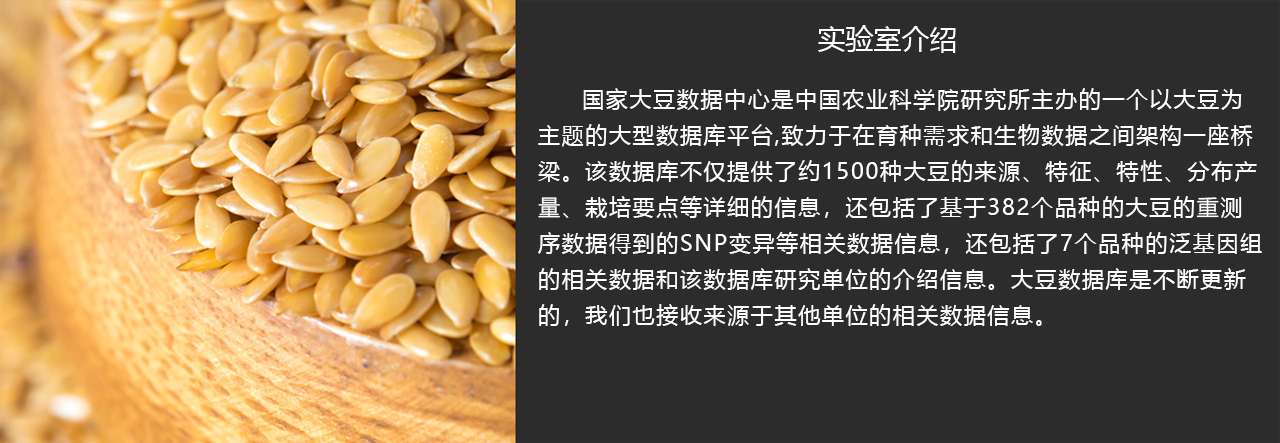 实验室介绍
国家大豆数据中心是中国农业科学院研究所主办的一个以大豆为
主题的大型数据库平台,致力于在育种需求和生物数据之间架构一座桥
梁。该数据库不仅提供了约1500种大豆的来源、特征、特性、分布产
量、栽培要点等详细的信息，还包括了基于382个品种的大豆的重测
序数据得到的SNP变异等相关数据信息，还包括了7个品种的泛基因组
的相关数据和该数据库研究单位的介绍信息。大豆数据库是不断更新
的，我们也接收来源于其他单位的相关数据信息。